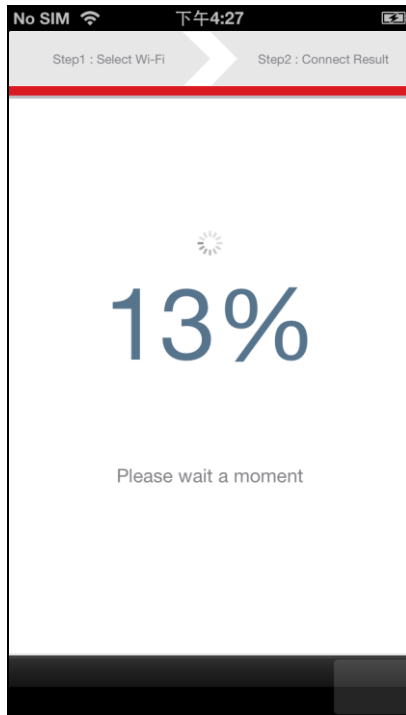 No SIM 下午4:27
Step1 : Select Wi-Fi Step2 : Connect Result
13%
Please wait a moment